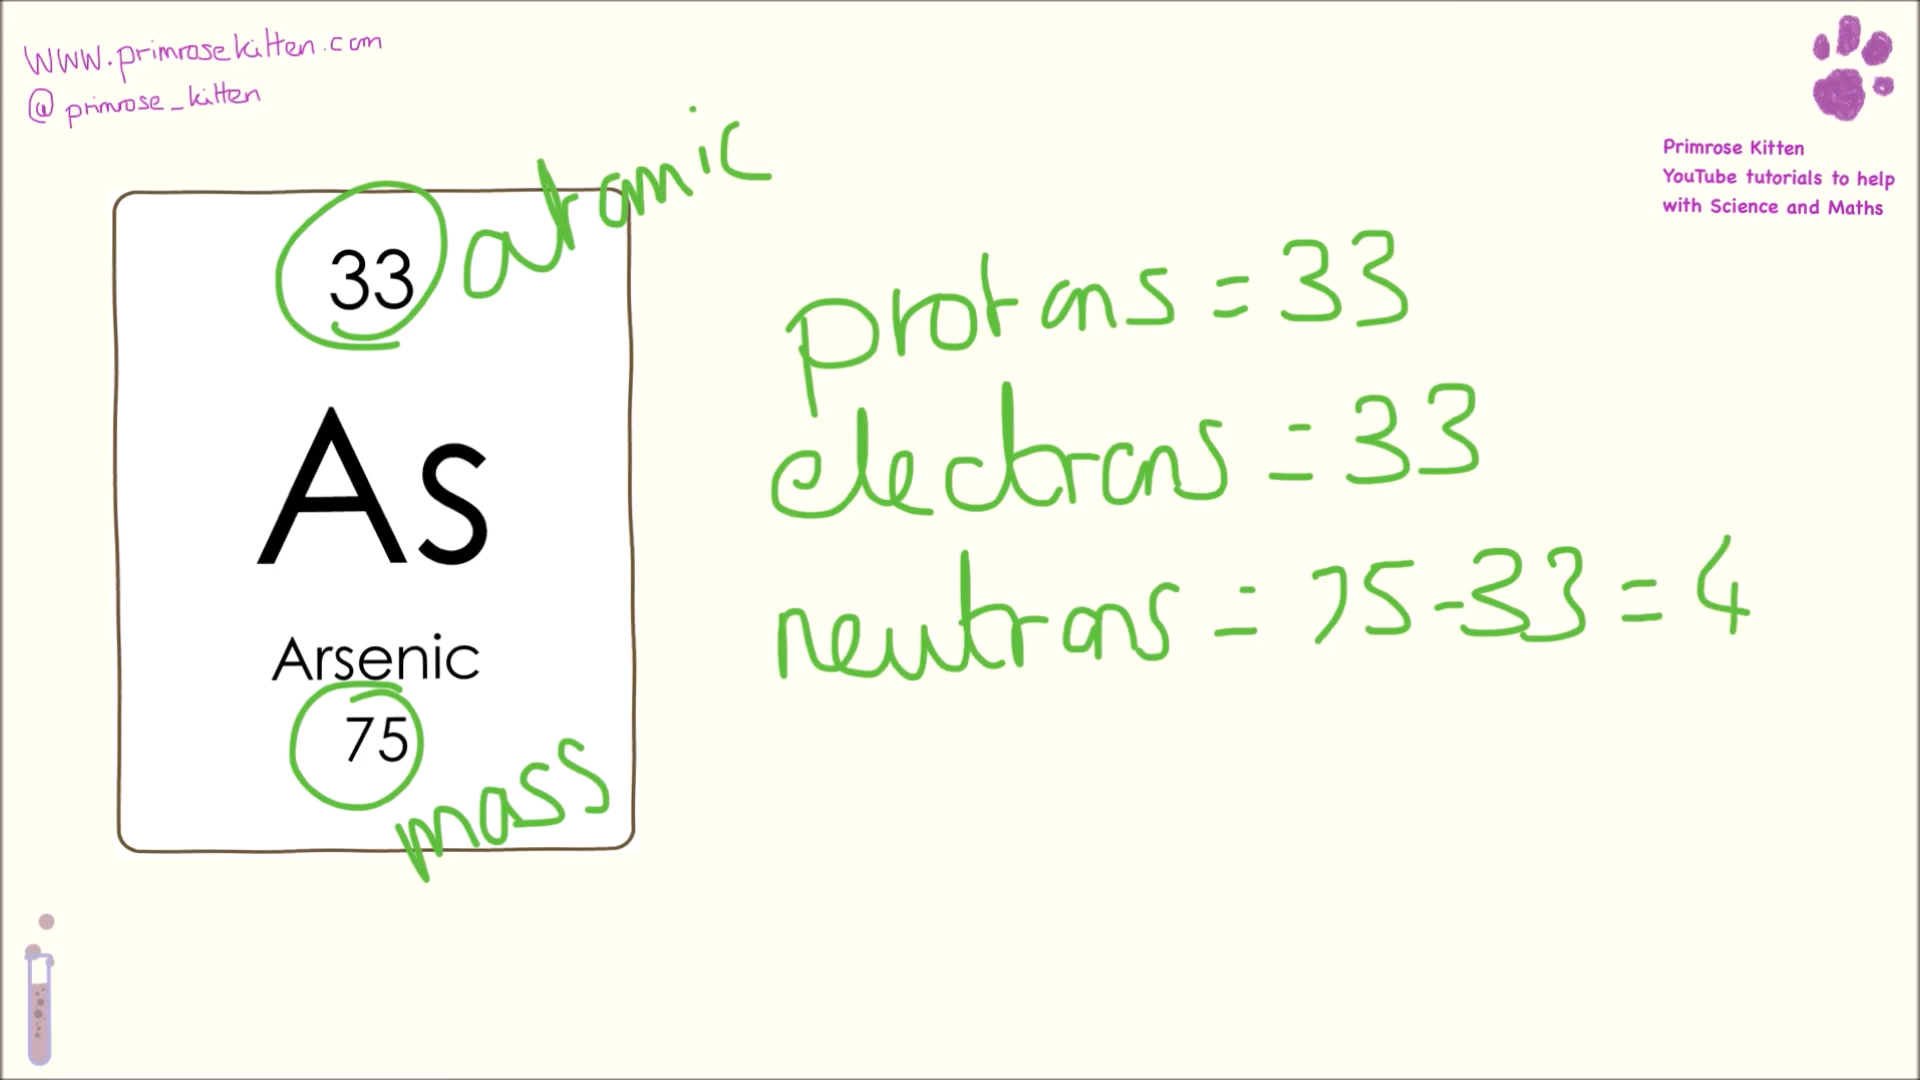 www.primrosekitten.com
@primrose_kitten
Primrose Kitten
YouTube tutorials to help
with Science and Maths
33 atomic
As
Arsenic
75
mass
protons = 33
electrons = 33
neutrons = 75-33 = 4